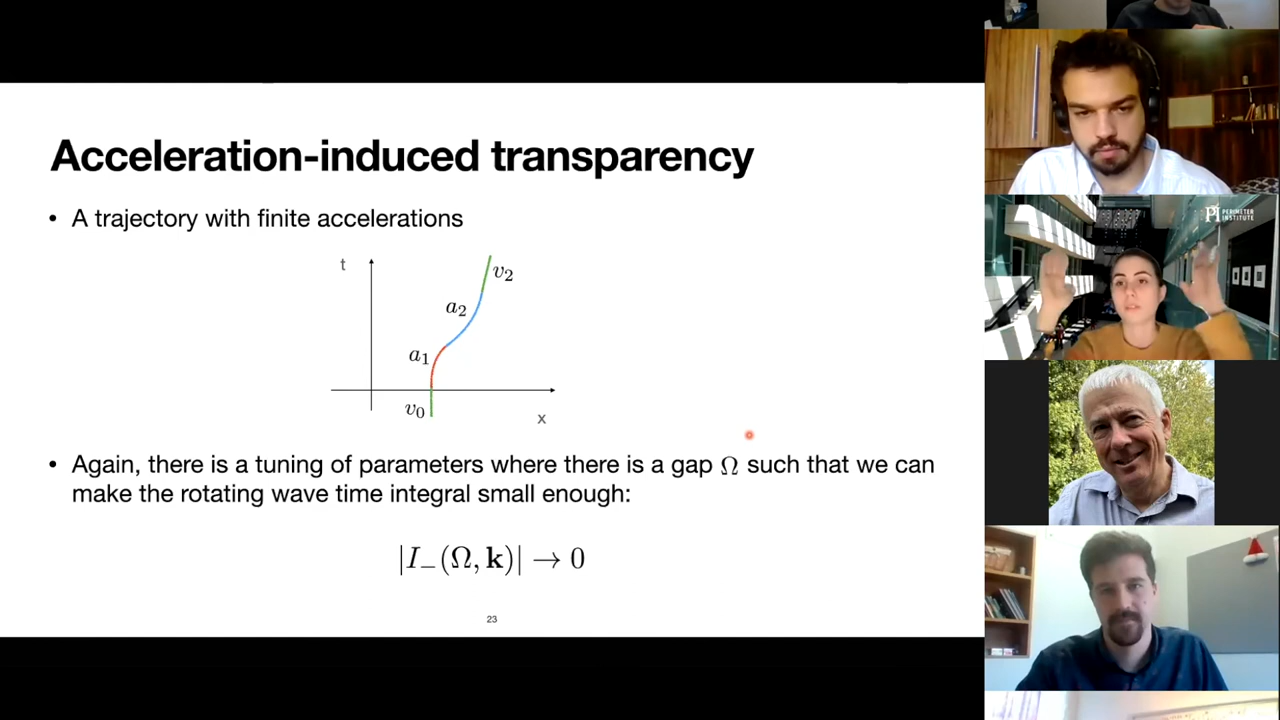 Acceleration-induced transparency
• A trajectory with finite accelerations
t
v₂
a₂
a₁
v₀
x
• Again, there is a tuning of parameters where there is a gap Ω such that we can
make the rotating wave time integral small enough:
|I₋(Ω, k)| → 0
23
PI PERIMETER
INSTITUTE